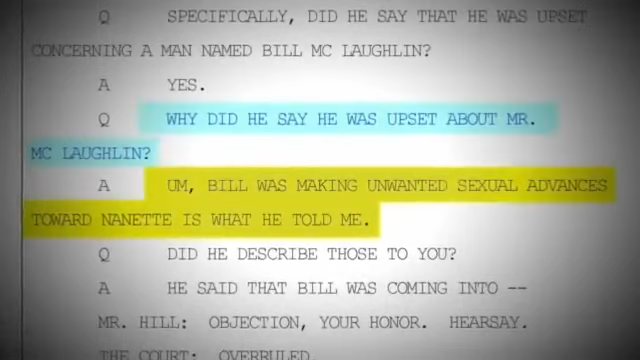 Q SPECIFICALLY, DID HE SAY THAT HE WAS UPSET
CONCERNING A MAN NAMED BILL MC LAUGHLIN?
A YES.
Q WHY DID HE SAY HE WAS UPSET ABOUT MR.
MC LAUGHLIN?
A UM, BILL WAS MAKING UNWANTED SEXUAL ADVANCES
TOWARD NANETTE IS WHAT HE TOLD ME.
Q DID HE DESCRIBE THOSE TO YOU?
A HE SAID THAT BILL WAS COMING INTO --
MR. HILL: OBJECTION, YOUR HONOR. HEARSAY.
THE COURT: OVERRULED.